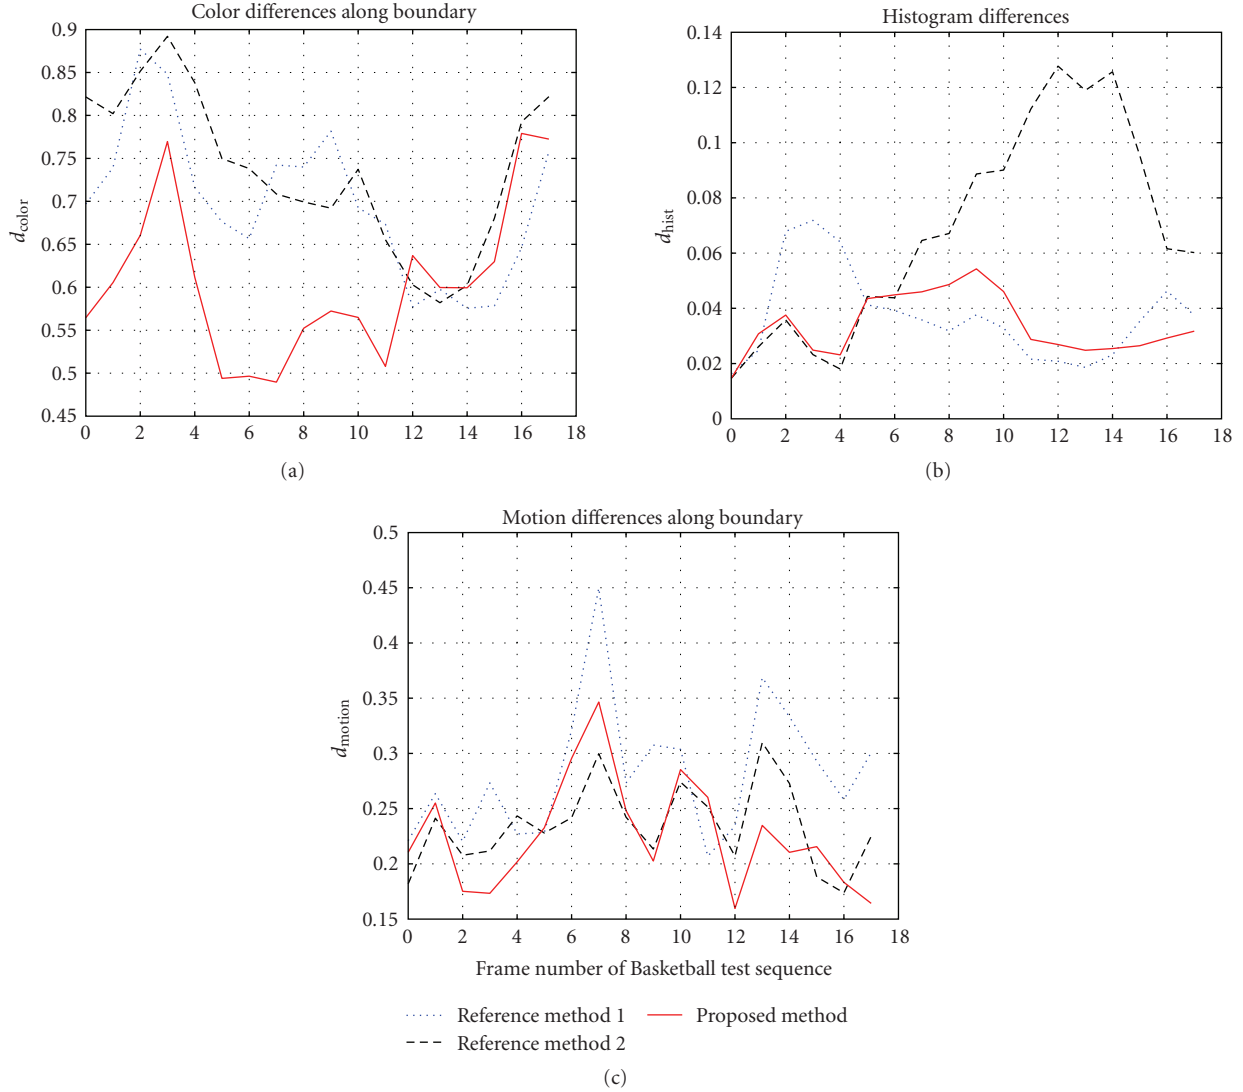 Color differences along boundary
0.9
0.85
0.8
0.75
0.7
0.65
0.6
0.55
0.5
0.45
d color
0 2 4 6 8 10 12 14 16 18
(a)
Histogram differences
0.14
0.12
0.1
0.08
0.06
0.04
0.02
0
d hist
0 2 4 6 8 10 12 14 16 18
(b)
Motion differences along boundary
0.5
0.45
0.4
0.35
0.3
0.25
0.2
0.15
d motion
0 2 4 6 8 10 12 14 16 18
Frame number of Basketball test sequence
Reference method 1
Proposed method
Reference method 2
(c)